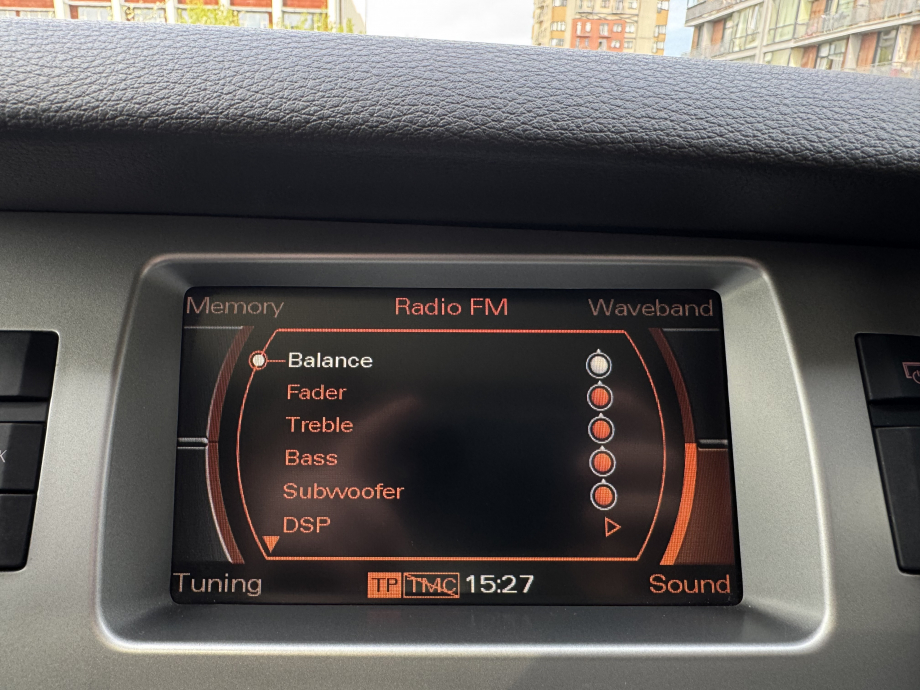 Memory Radio FM Waveband
Balance
Fader
Treble
Bass
Subwoofer
DSP
Tuning TP TMC 15:27 Sound
K